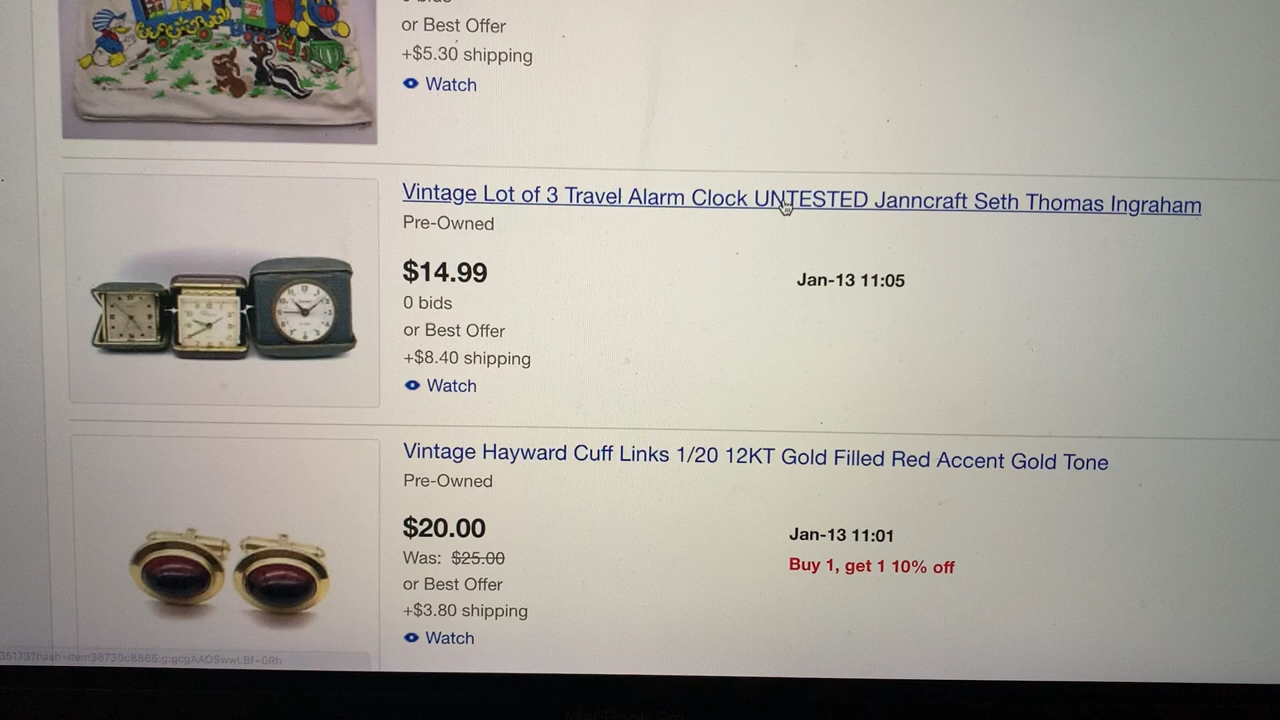 or Best Offer
+$5.30 shipping
Watch
Vintage Lot of 3 Travel Alarm Clock UNTESTED Janncraft Seth Thomas Ingraham
Pre-Owned
$14.99
Jan-13 11:05
0 bids
or Best Offer
+$8.40 shipping
Watch
Vintage Hayward Cuff Links 1/20 12KT Gold Filled Red Accent Gold Tone
Pre-Owned
$20.00
Jan-13 11:01
Was: $25.00
Buy 1, get 1 10% off
or Best Offer
+$3.80 shipping
Watch